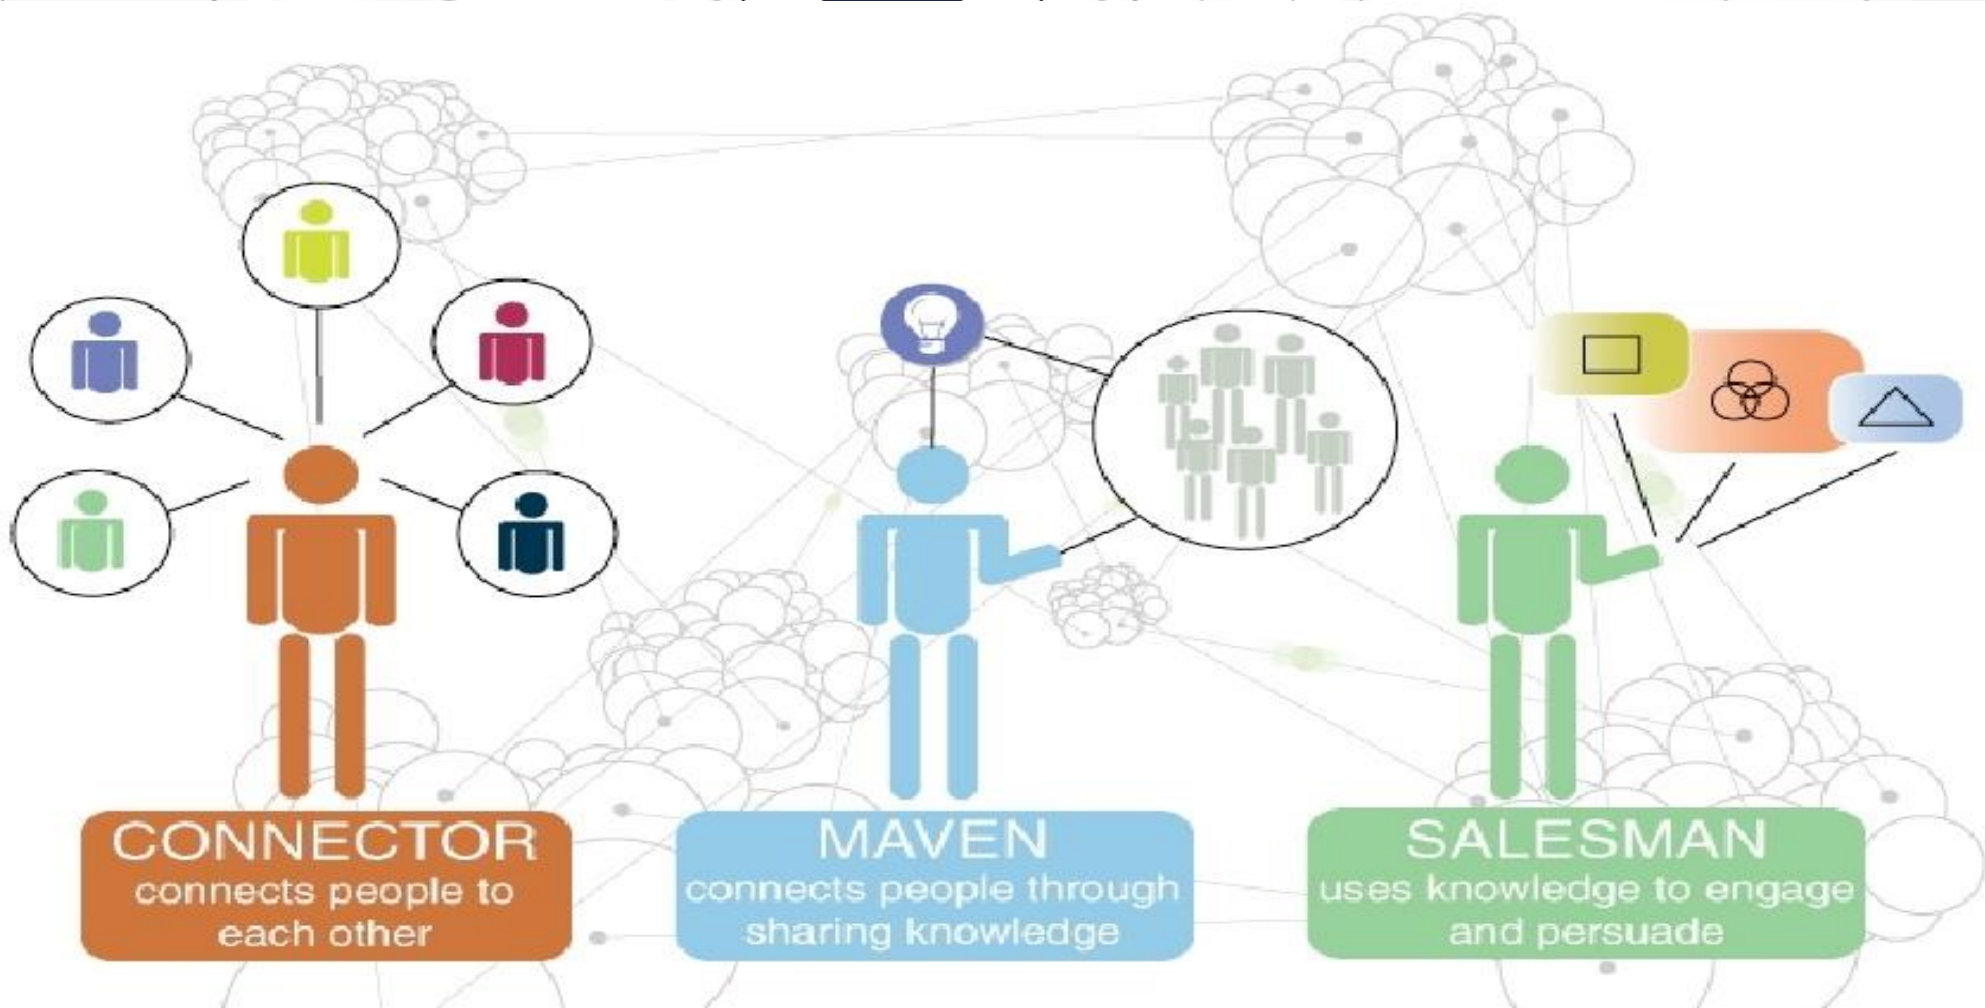 CONNECTOR
connects people to
each other
MAVEN
connects people through
sharing knowledge
SALESMAN
uses knowledge to engage
and persuade